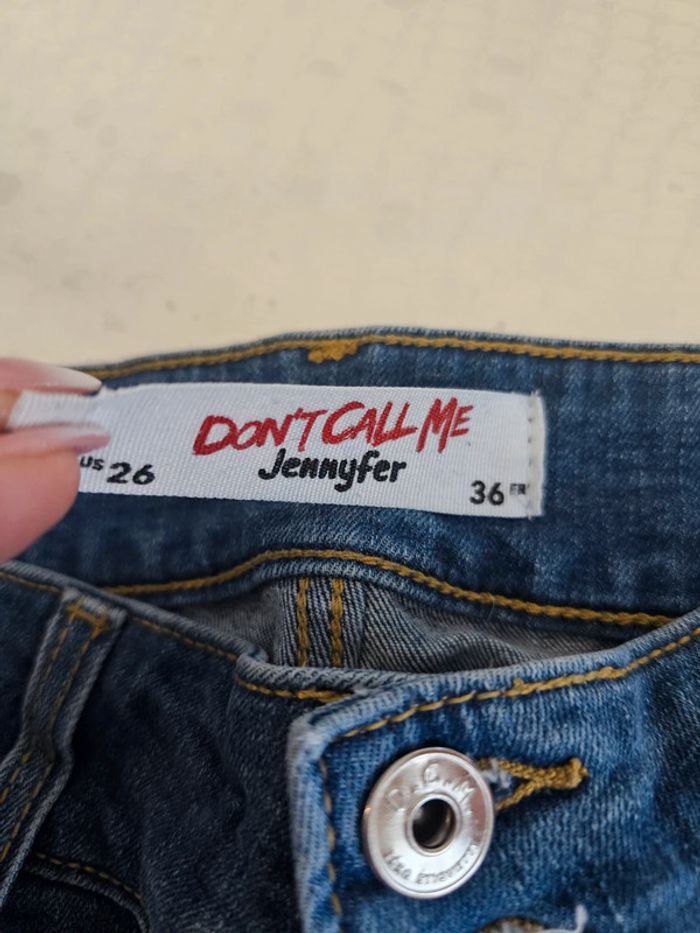 DON'T CALL ME
Jennyfer
US 26
36 FR
D.C.M.